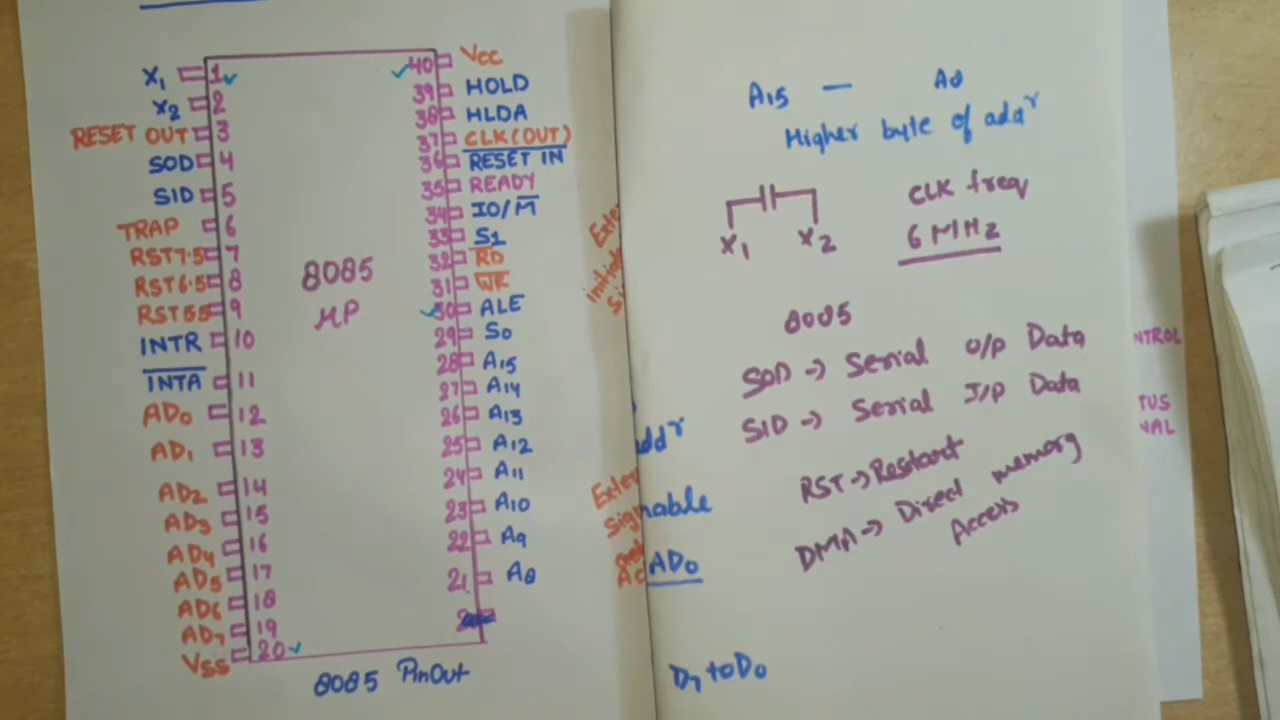 X1 1 40 Vcc
X2 2 39 HOLD
RESET OUT 3 38 HLDA
SOD 4 37 CLK(OUT)
SID 5 36 RESET IN
TRAP 6 35 READY
RST7.5 7 34 IO/M
RST6.5 8 33 S1
RST5.5 9 32 RD
INTR 10 31 WR
INTA 11 30 ALE
AD0 12 29 S0
AD1 13 28 A15
AD2 14 27 A14
AD3 15 26 A13
AD4 16 25 A12
AD5 17 24 A11
AD6 18 23 A10
AD7 19 22 A9
VSS 20 21 A8
8085
μP
8085 PinOut
A15 — A8
Higher byte of addr
X1 X2
CLK freq
6 MHz
8085
SOD → Serial O/P Data
SID → Serial I/P Data
RST → Restart
DMA → Direct memory
Access
AD0
D7 to D0